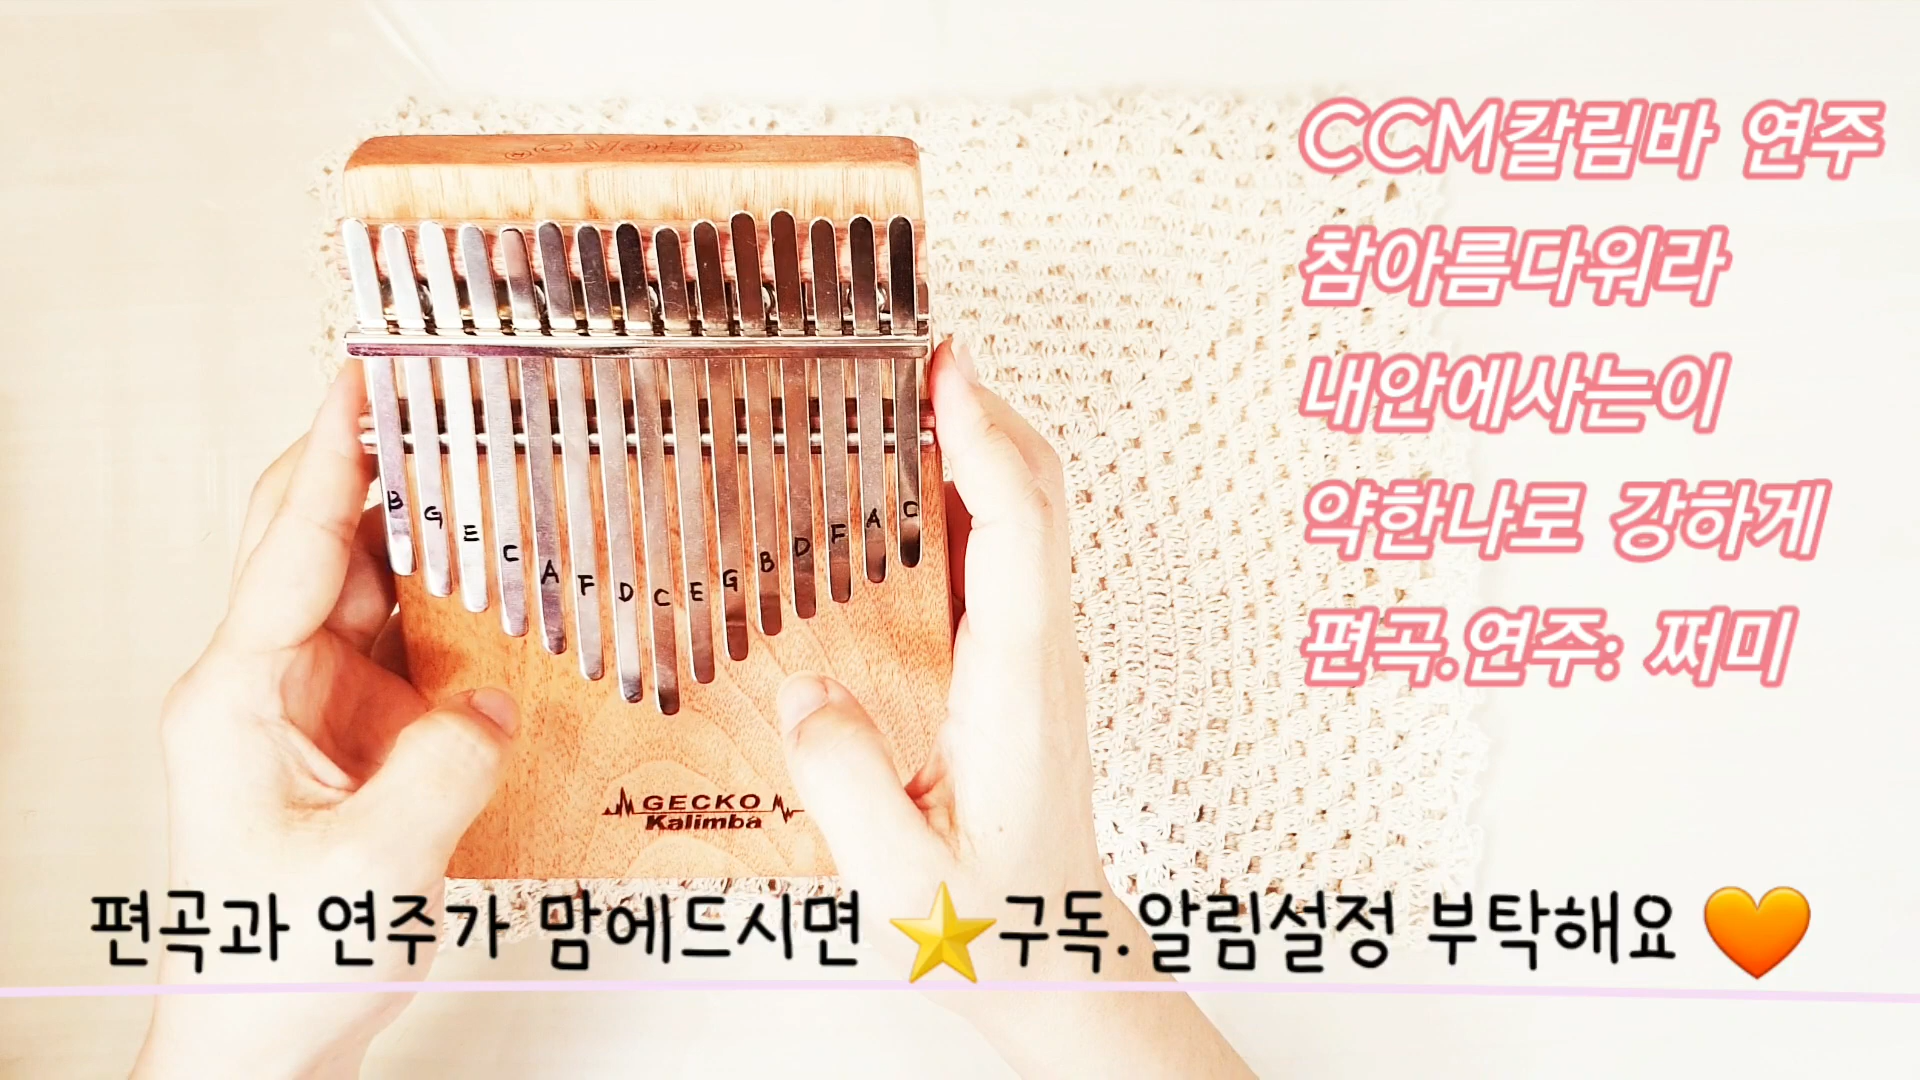 CCM칼림바 연주
참아름다워라
내안에사는이
약한나로 강하게
편곡.연주: 쩌미
B G E C A F D C E G B D F A C
GECKO
Kalimba
편곡과 연주가 맘에드시면 ⭐구독.알림설정 부탁해요 🧡